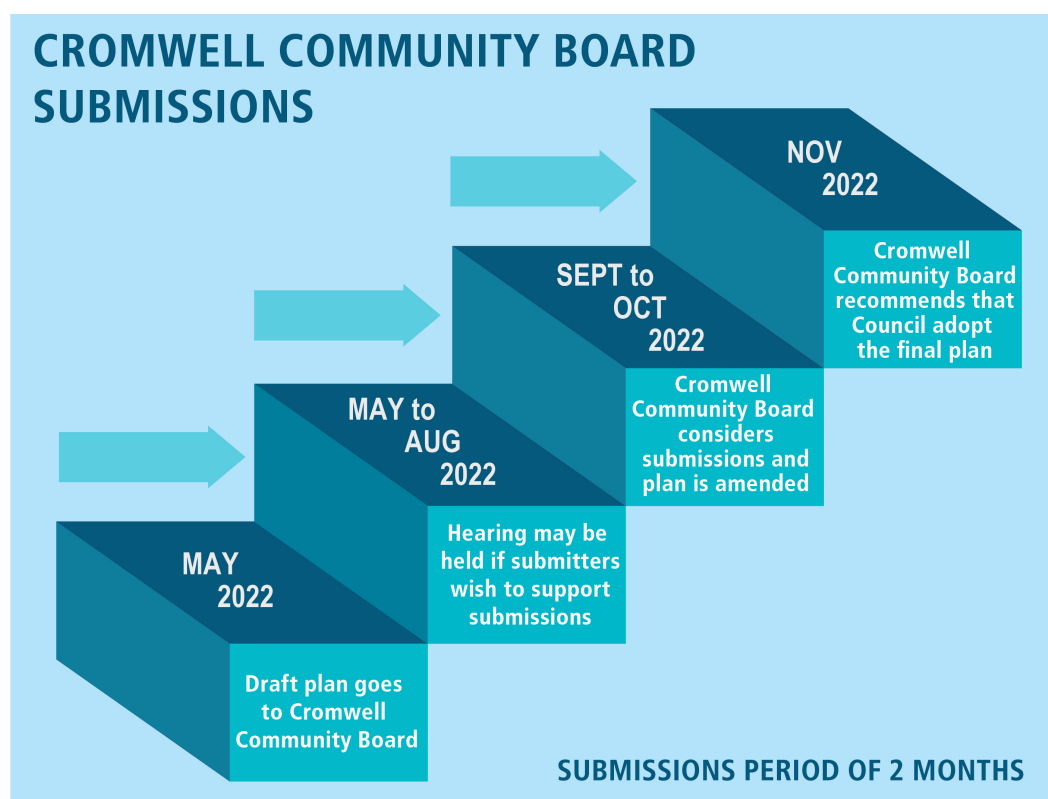 CROMWELL COMMUNITY BOARD
SUBMISSIONS
MAY
2022
Draft plan goes
to Cromwell
Community Board
MAY to
AUG
2022
Hearing may be
held if submitters
wish to support
submissions
SEPT to
OCT
2022
Cromwell
Community Board
considers
submissions and
plan is amended
NOV
2022
Cromwell
Community Board
recommends that
Council adopt
the final plan
SUBMISSIONS PERIOD OF 2 MONTHS